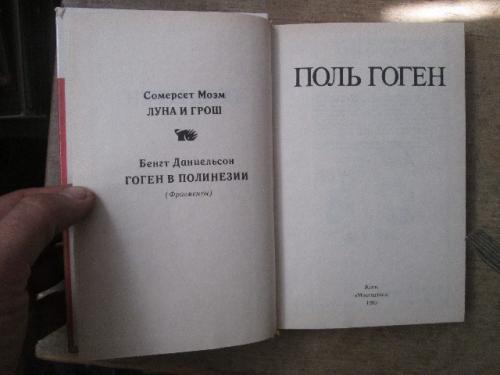 Сомерсет Моэм
ЛУНА И ГРОШ
Бенгт Даниельсон
ГОГЕН В ПОЛИНЕЗИИ
(Фрагменты)
ПОЛЬ ГОГЕН
Киев